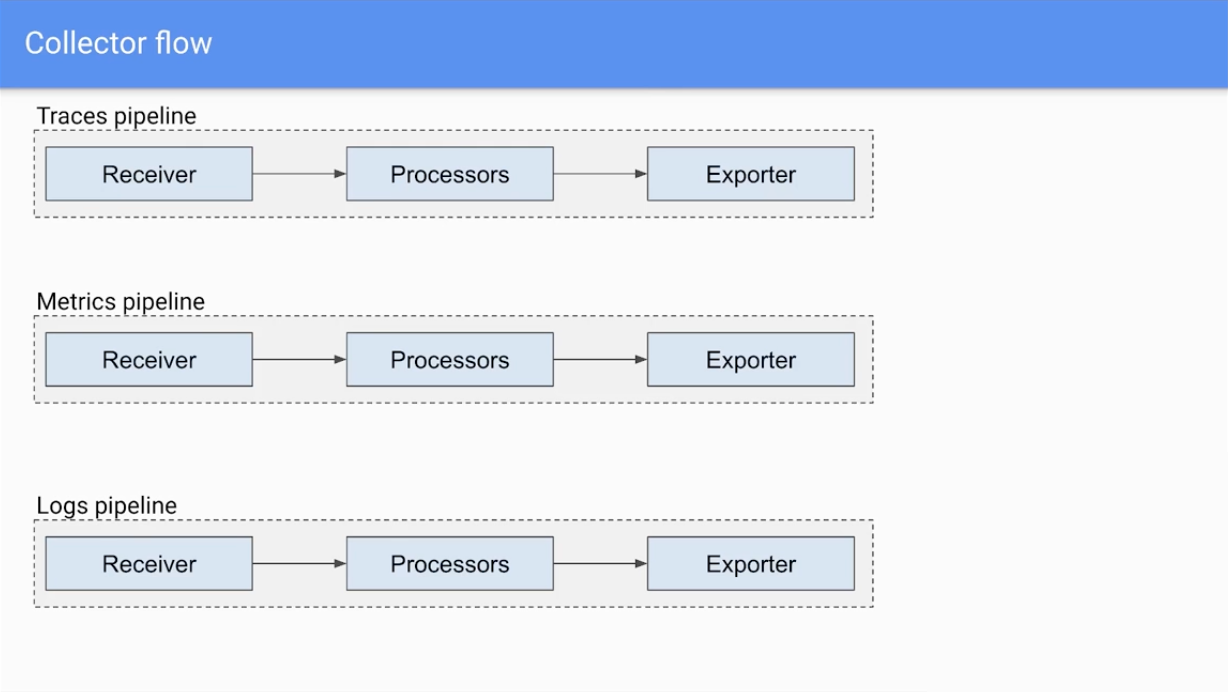 Collector flow
Traces pipeline
Receiver
Processors
Exporter
Metrics pipeline
Receiver
Processors
Exporter
Logs pipeline
Receiver
Processors
Exporter